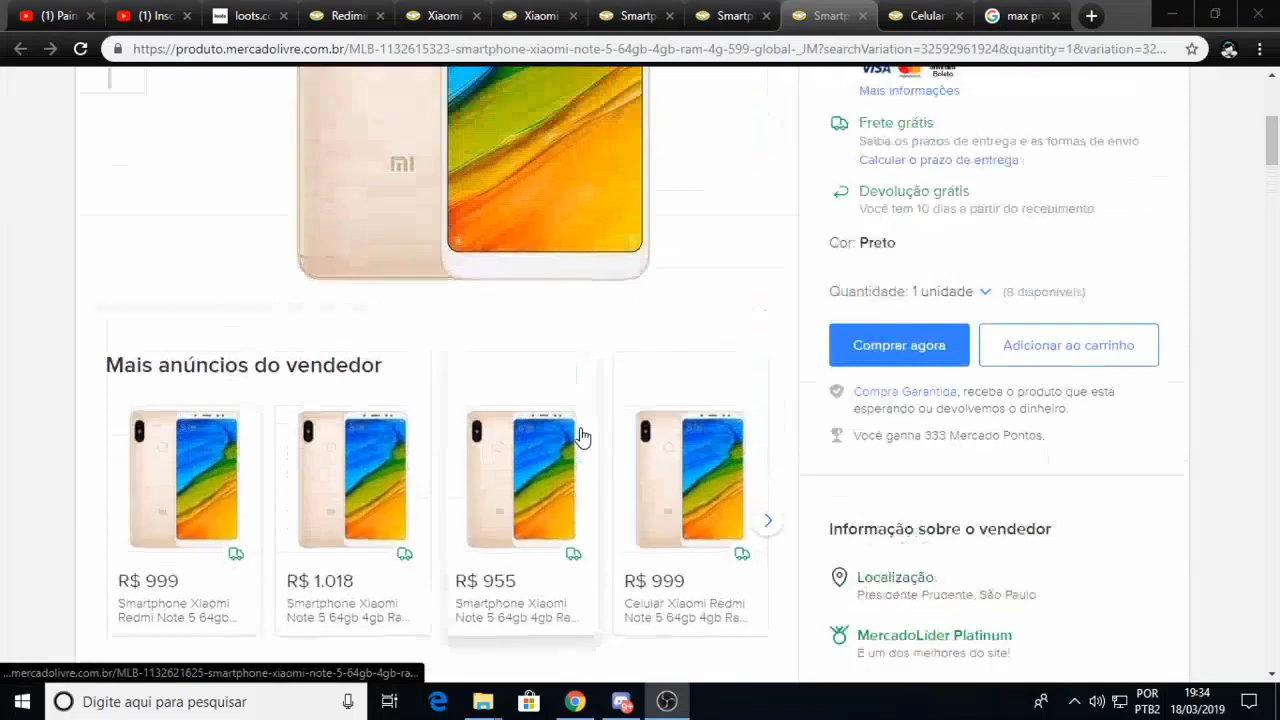 (1) Pain
(1) Insc
loots.cc
Redimi
Xiaomi
Xiaomi
Smartp
Smartp
Smartp
Celular
max pr
https://produto.mercadolivre.com.br/MLB-1132615323-smartphone-xiaomi-note-5-64gb-4gb-ram-4g-599-global-_JM?searchVariation=32592961924&quantity=1&variation=32...
VISA
Boleto
Mais informações
Frete grátis
Saiba os prazos de entrega e as formas de envio
Calcular o prazo de entrega
Devolução grátis
Você tem 10 dias a partir do recebimento
Cor: Preto
Quantidade: 1 unidade (8 disponíveis)
Comprar agora
Adicionar ao carrinho
Compra Garantida, receba o produto que está
esperando ou devolvemos o dinheiro.
Você ganha 333 Mercado Pontos.
Informação sobre o vendedor
Localização
Presidente Prudente, São Paulo
MercadoLíder Platinum
É um dos melhores do site!
Mais anúncios do vendedor
R$ 999
Smartphone Xiaomi
Redmi Note 5 64gb...
R$ 1.018
Smartphone Xiaomi
Note 5 64gb 4gb Ra...
R$ 955
Smartphone Xiaomi
Note 5 64gb 4gb Ra...
R$ 999
Celular Xiaomi Redmi
Note 5 64gb 4gb Ra...
...mercadolivre.com.br/MLB-1132621625-smartphone-xiaomi-note-5-64gb-4gb-ra...
Digite aqui para pesquisar
POR
PTB2
19:34
18/03/2019